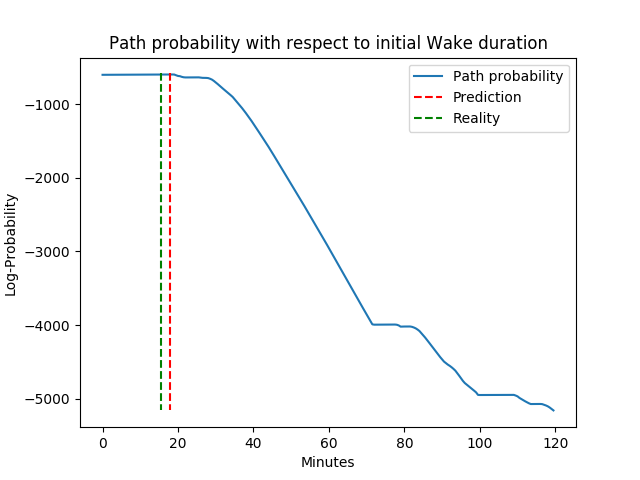 Path probability with respect to initial Wake duration
Path probability
Prediction
Reality
Log-Probability
−1000
−2000
−3000
−4000
−5000
0 20 40 60 80 100 120
Minutes